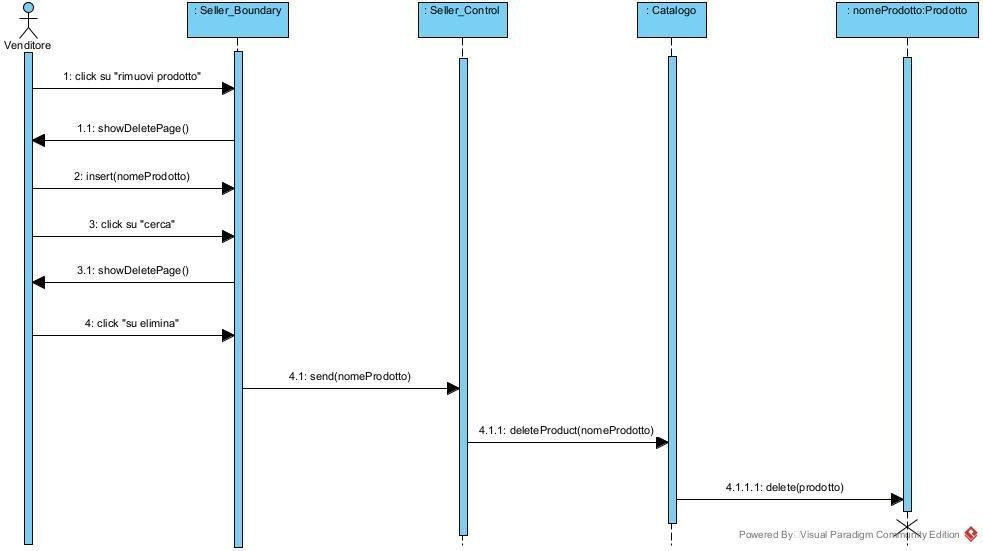 : Seller_Boundary
: Seller_Control
: Catalogo
: nomeProdotto:Prodotto
Venditore
1: click su "rimuovi prodotto"
1.1: showDeletePage()
2: insert(nomeProdotto)
3: click su "cerca"
3.1: showDeletePage()
4: click "su elimina"
4.1: send(nomeProdotto)
4.1.1: deleteProduct(nomeProdotto)
4.1.1.1: delete(prodotto)
Powered By Visual Paradigm Community Edition